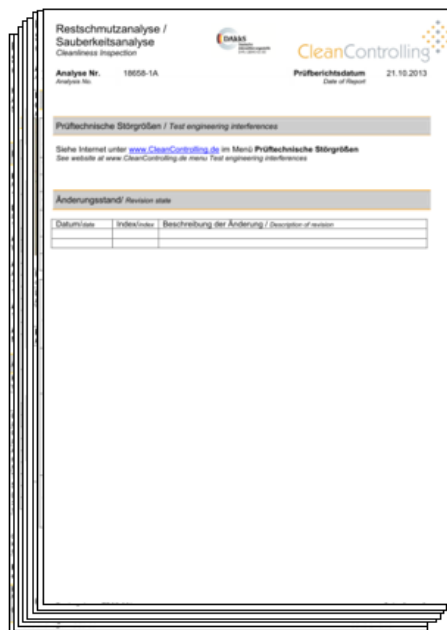 Restschmutzanalyse /
Sauberkeitsanalyse
Cleanliness Inspection
DAkkS
CleanControlling
Analyse Nr. 18658-1A Prüfberichtsdatum 21.10.2013
Analysis No. Date of Report
Prüftechnische Störgrößen / Test engineering interferences
Siehe Internet unter www.CleanControlling.de im Menü Prüftechnische Störgrößen
See website at www.CleanControlling.de menu Test engineering interferences
Änderungsstand/ Revision state
Datum/date Index/index Beschreibung der Änderung / Description of revision